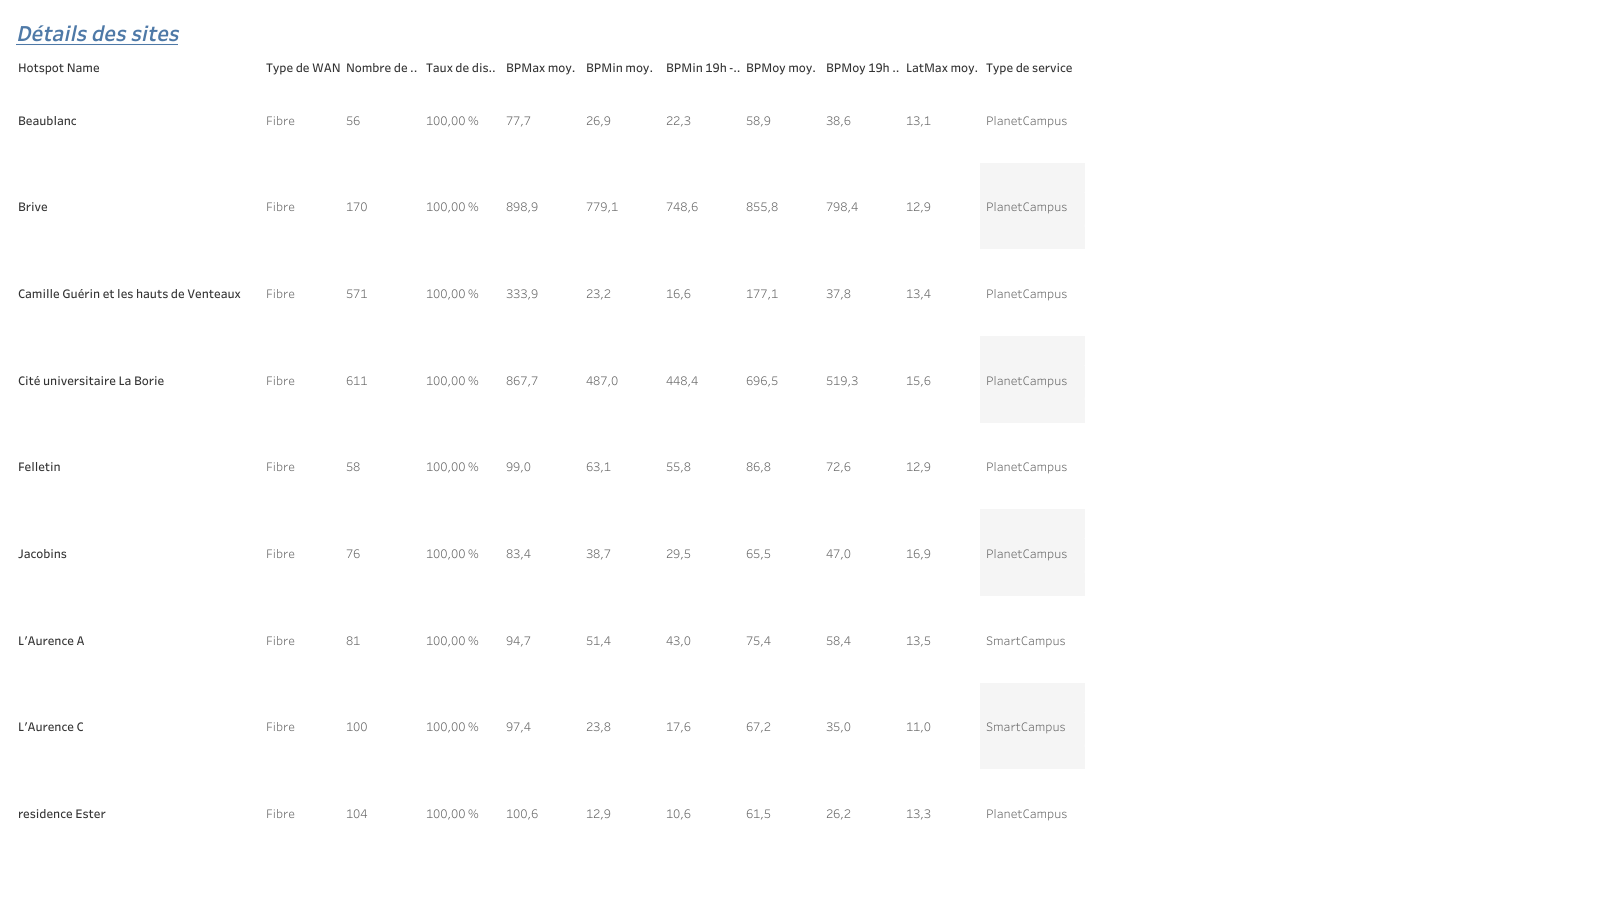 Détails des sites
Hotspot Name Type de WAN Nombre de .. Taux de dis.. BPMax moy. BPMin moy. BPMin 19h -.. BPMoy moy. BPMoy 19h .. LatMax moy. Type de service
Beaublanc Fibre 56 100,00 % 77,7 26,9 22,3 58,9 38,6 13,1 PlanetCampus
Brive Fibre 170 100,00 % 898,9 779,1 748,6 855,8 798,4 12,9 PlanetCampus
Camille Guérin et les hauts de Venteaux Fibre 571 100,00 % 333,9 23,2 16,6 177,1 37,8 13,4 PlanetCampus
Cité universitaire La Borie Fibre 611 100,00 % 867,7 487,0 448,4 696,5 519,3 15,6 PlanetCampus
Felletin Fibre 58 100,00 % 99,0 63,1 55,8 86,8 72,6 12,9 PlanetCampus
Jacobins Fibre 76 100,00 % 83,4 38,7 29,5 65,5 47,0 16,9 PlanetCampus
L’Aurence A Fibre 81 100,00 % 94,7 51,4 43,0 75,4 58,4 13,5 SmartCampus
L’Aurence C Fibre 100 100,00 % 97,4 23,8 17,6 67,2 35,0 11,0 SmartCampus
residence Ester Fibre 104 100,00 % 100,6 12,9 10,6 61,5 26,2 13,3 PlanetCampus